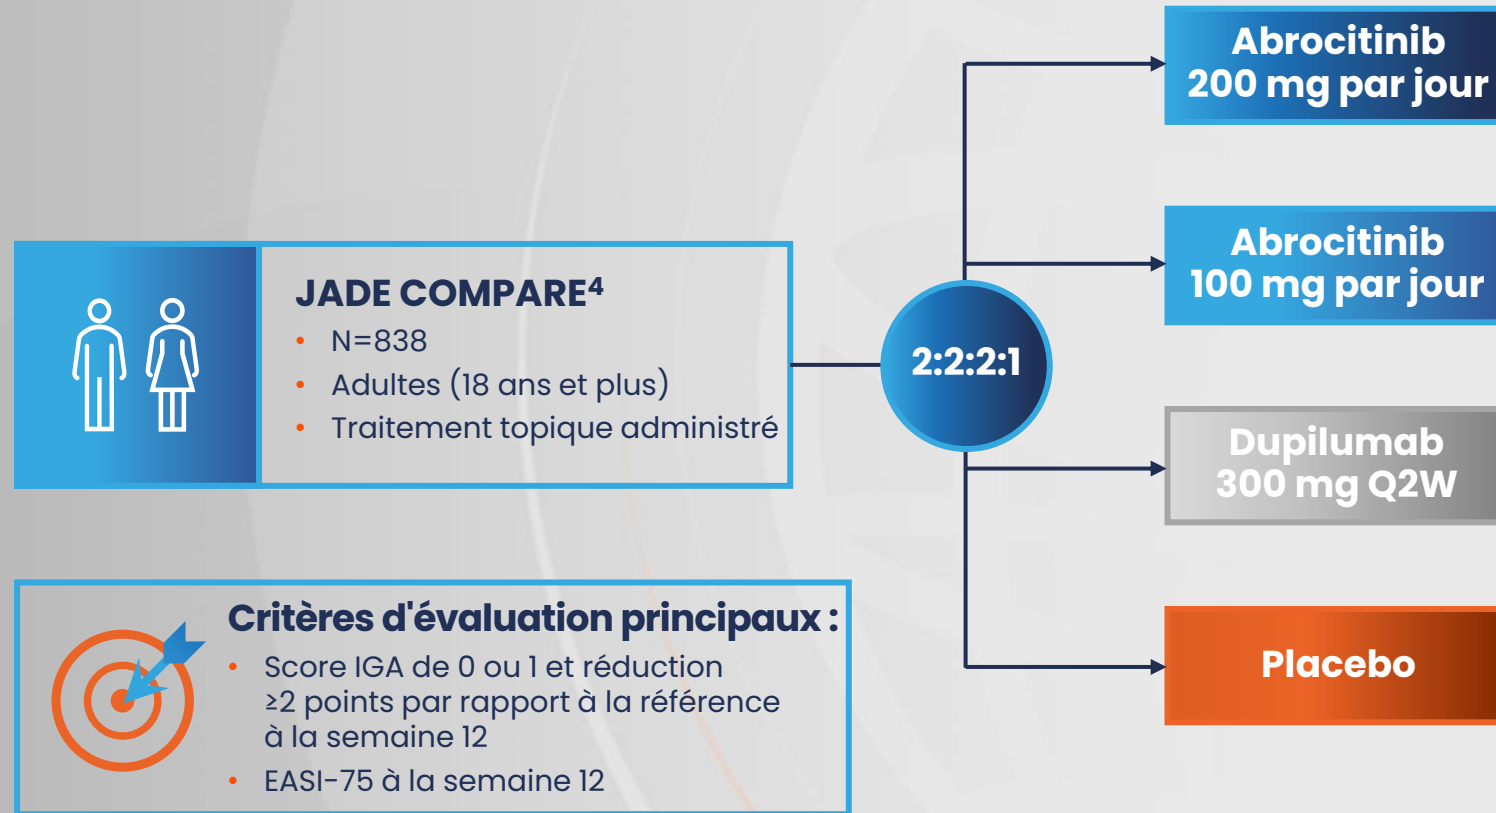 JADE COMPARE⁴
• N=838
• Adultes (18 ans et plus)
• Traitement topique administré
Critères d'évaluation principaux :
• Score IGA de 0 ou 1 et réduction
≥2 points par rapport à la référence
à la semaine 12
• EASI-75 à la semaine 12
2:2:2:1
Abrocitinib
200 mg par jour
Abrocitinib
100 mg par jour
Dupilumab
300 mg Q2W
Placebo